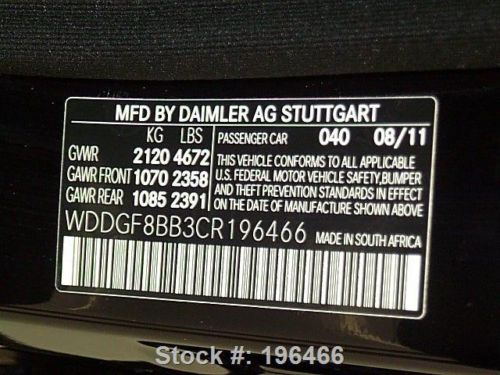 MFD BY DAIMLER AG STUTTGART
KG LBS
GVWR 2120 4672
GAWR FRONT 1070 2358
GAWR REAR 1085 2391
PASSENGER CAR 040 08/11
THIS VEHICLE CONFORMS TO ALL APPLICABLE
U.S. FEDERAL MOTOR VEHICLE SAFETY,BUMPER
AND THEFT PREVENTION STANDARDS IN EFFECT
ON THE DATE OF MANUFACTURE SHOWN ABOVE.
WDDGF8BB3CR196466 MADE IN SOUTH AFRICA
Stock #: 196466